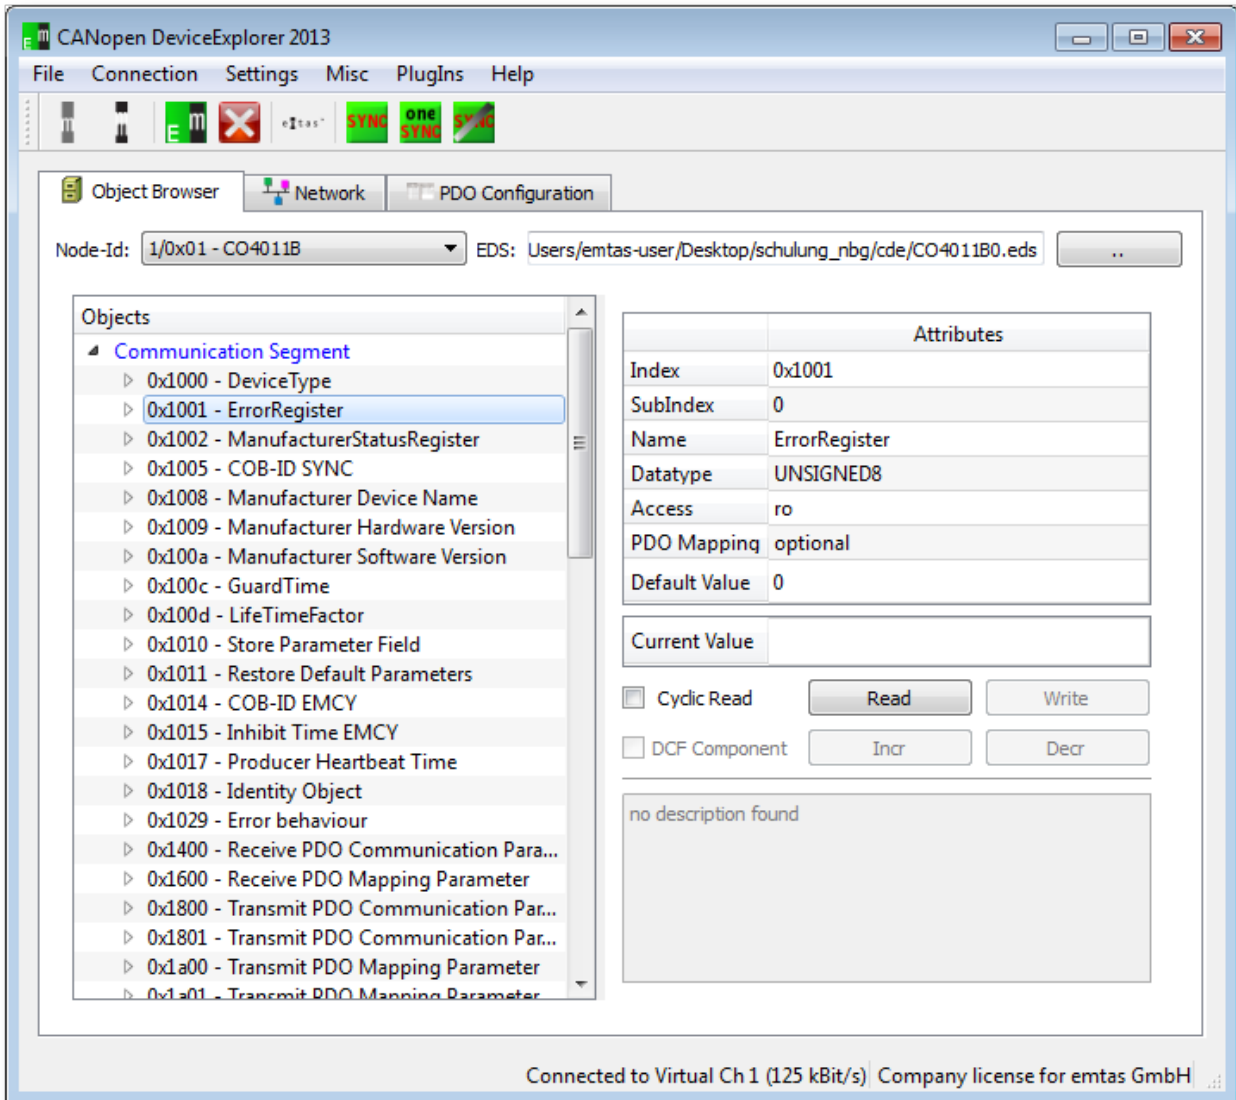 CANopen DeviceExplorer 2013
File Connection Settings Misc PlugIns Help
E m emtas SYNC one SYNC SYNC
Object Browser Network PDO Configuration
Node-Id: 1/0x01 - CO4011B EDS: Users/emtas-user/Desktop/schulung_nbg/cde/CO4011B0.eds ..
Objects
Communication Segment
0x1000 - DeviceType
0x1001 - ErrorRegister
0x1002 - ManufacturerStatusRegister
0x1005 - COB-ID SYNC
0x1008 - Manufacturer Device Name
0x1009 - Manufacturer Hardware Version
0x100a - Manufacturer Software Version
0x100c - GuardTime
0x100d - LifeTimeFactor
0x1010 - Store Parameter Field
0x1011 - Restore Default Parameters
0x1014 - COB-ID EMCY
0x1015 - Inhibit Time EMCY
0x1017 - Producer Heartbeat Time
0x1018 - Identity Object
0x1029 - Error behaviour
0x1400 - Receive PDO Communication Para...
0x1600 - Receive PDO Mapping Parameter
0x1800 - Transmit PDO Communication Par...
0x1801 - Transmit PDO Communication Par...
0x1a00 - Transmit PDO Mapping Parameter
0x1a01 - Transmit PDO Mapping Parameter
Attributes
Index 0x1001
SubIndex 0
Name ErrorRegister
Datatype UNSIGNED8
Access ro
PDO Mapping optional
Default Value 0
Current Value
Cyclic Read Read Write
DCF Component Incr Decr
no description found
Connected to Virtual Ch 1 (125 kBit/s) Company license for emtas GmbH